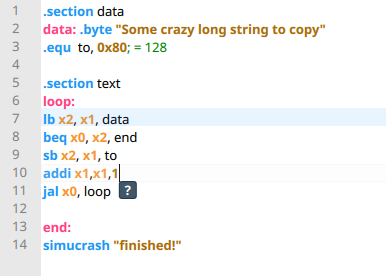 1 .section data
2 data: .byte "Some crazy long string to copy"
3 .equ to, 0x80; = 128
4
5 .section text
6 loop:
7 lb x2, x1, data
8 beq x0, x2, end
9 sb x2, x1, to
10 addi x1,x1,1
11 jal x0, loop ?
12
13 end:
14 simucrash "finished!"